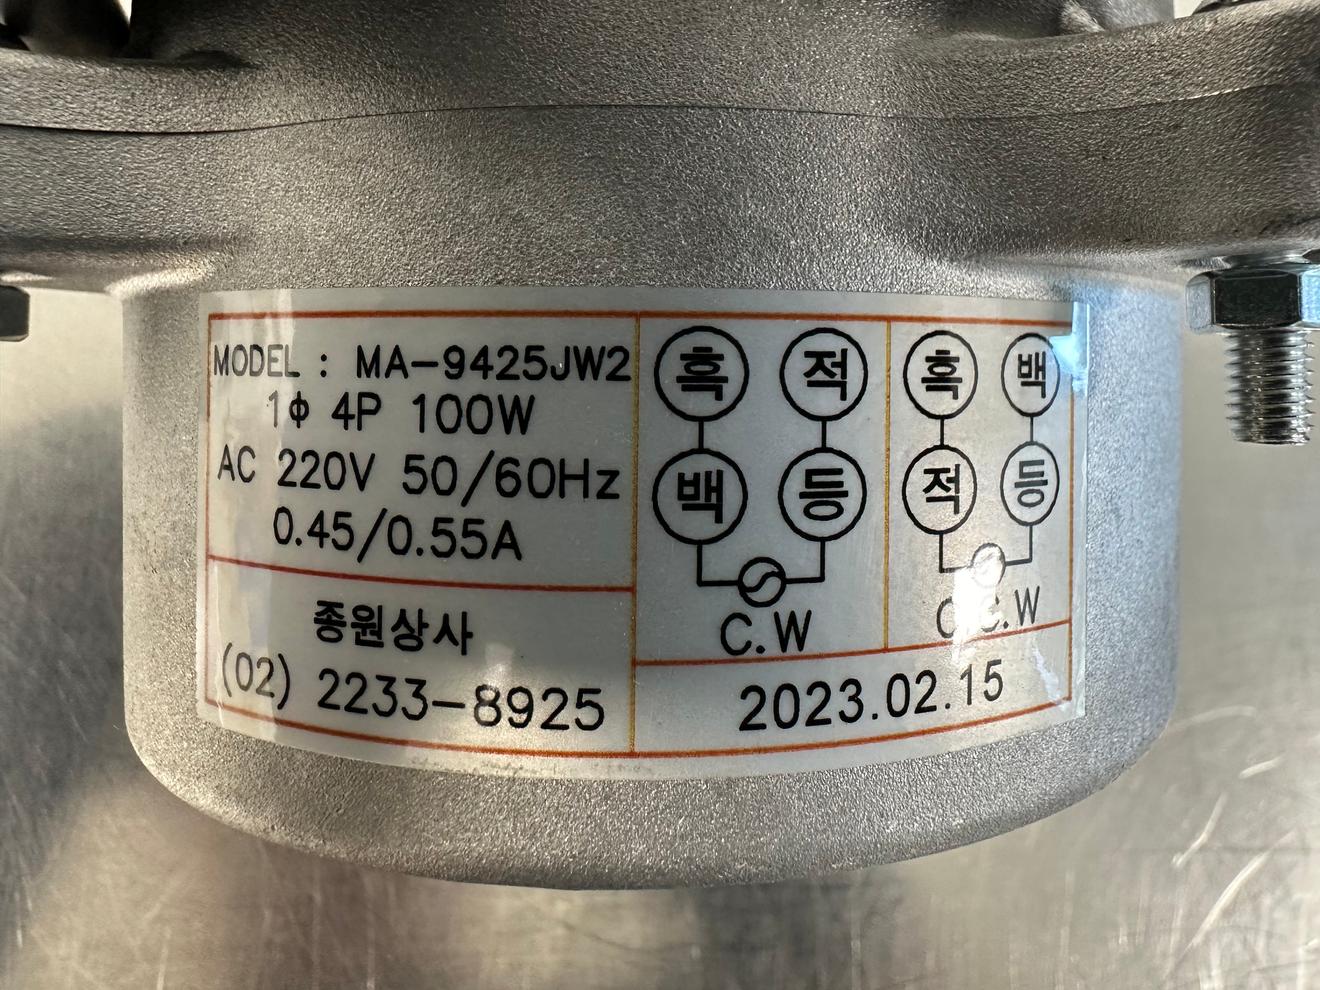 MODEL : MA-9425JW2
1Φ 4P 100W
AC 220V 50/60Hz
0.45/0.55A
종원상사
(02) 2233-8925
흑 적
백 등
C.W
흑 백
적 등
C.C.W
2023.02.15